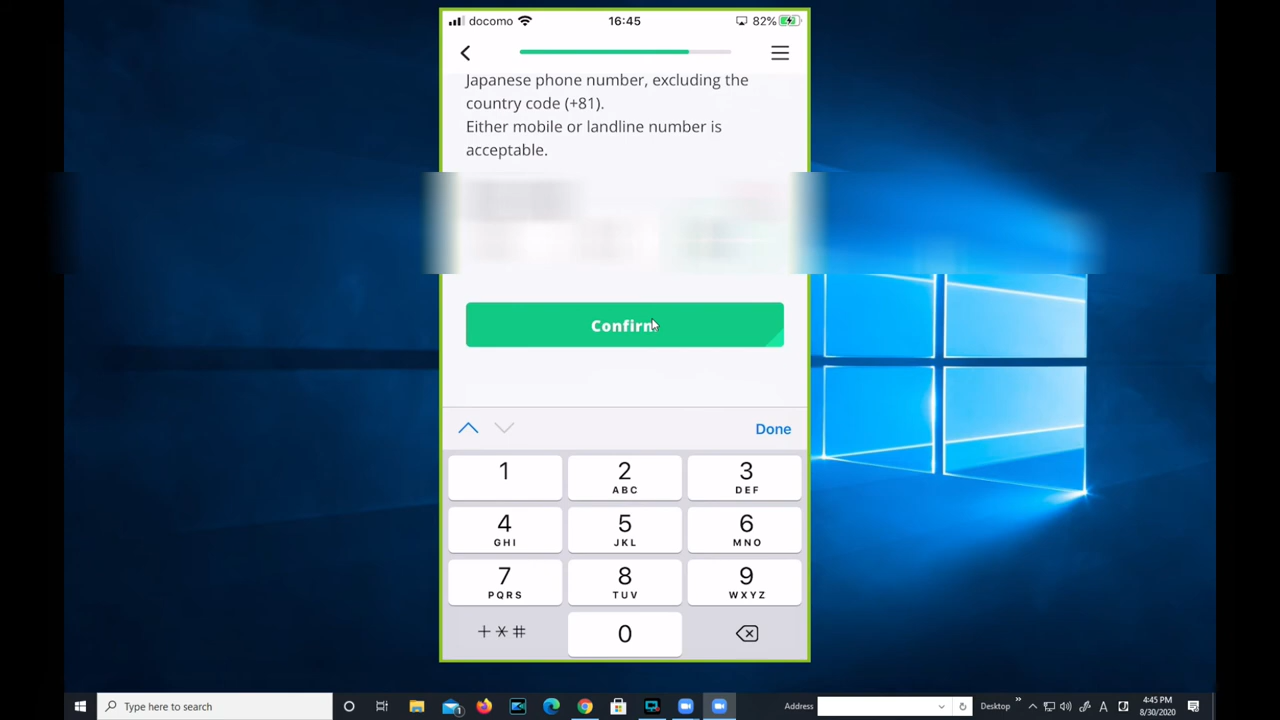 docomo 16:45 82%
Japanese phone number, excluding the
country code (+81).
Either mobile or landline number is
acceptable.
Confirm
Done
1 2 3
ABC DEF
4 5 6
GHI JKL MNO
7 8 9
PQRS TUV WXYZ
+*# 0
Type here to search
1
Address
Desktop
A
4:45 PM
8/30/2020